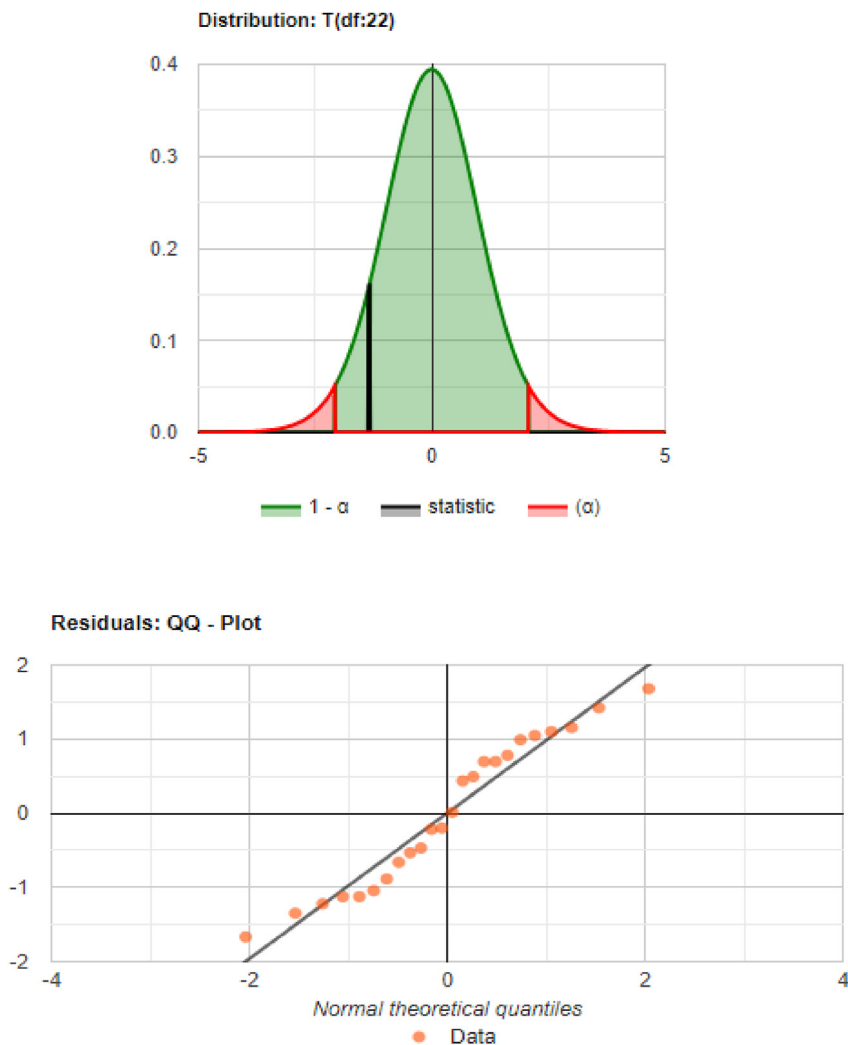 Distribution: T(df:22)
0.4
0.3
0.2
0.1
0.0
-5 0 5
1 - α statistic (α)
Residuals: QQ - Plot
2
1
0
-1
-2
-4 -2 0 2 4
Normal theoretical quantiles
Data